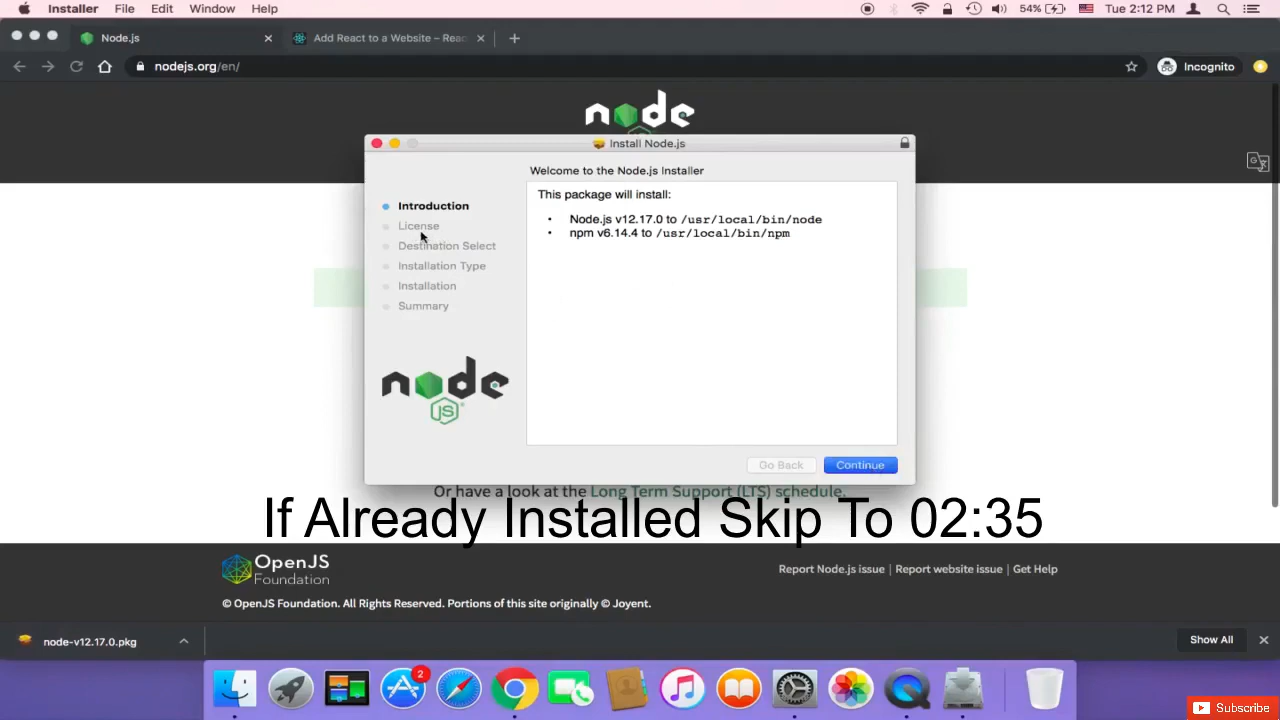 Installer File Edit Window Help
54% Tue 2:12 PM
Node.js
Add React to a Website – Reac
nodejs.org/en/
Incognito
node
Install Node.js
Welcome to the Node.js Installer
Introduction
License
Destination Select
Installation Type
Installation
Summary
This package will install:
• Node.js v12.17.0 to /usr/local/bin/node
• npm v6.14.4 to /usr/local/bin/npm
node
JS
Go Back Continue
Or have a look at the Long Term Support (LTS) schedule.
If Already Installed Skip To 02:35
OpenJS
Foundation
Report Node.js issue | Report website issue | Get Help
© OpenJS Foundation. All Rights Reserved. Portions of this site originally © Joyent.
node-v12.17.0.pkg
Show All
2
Subscribe